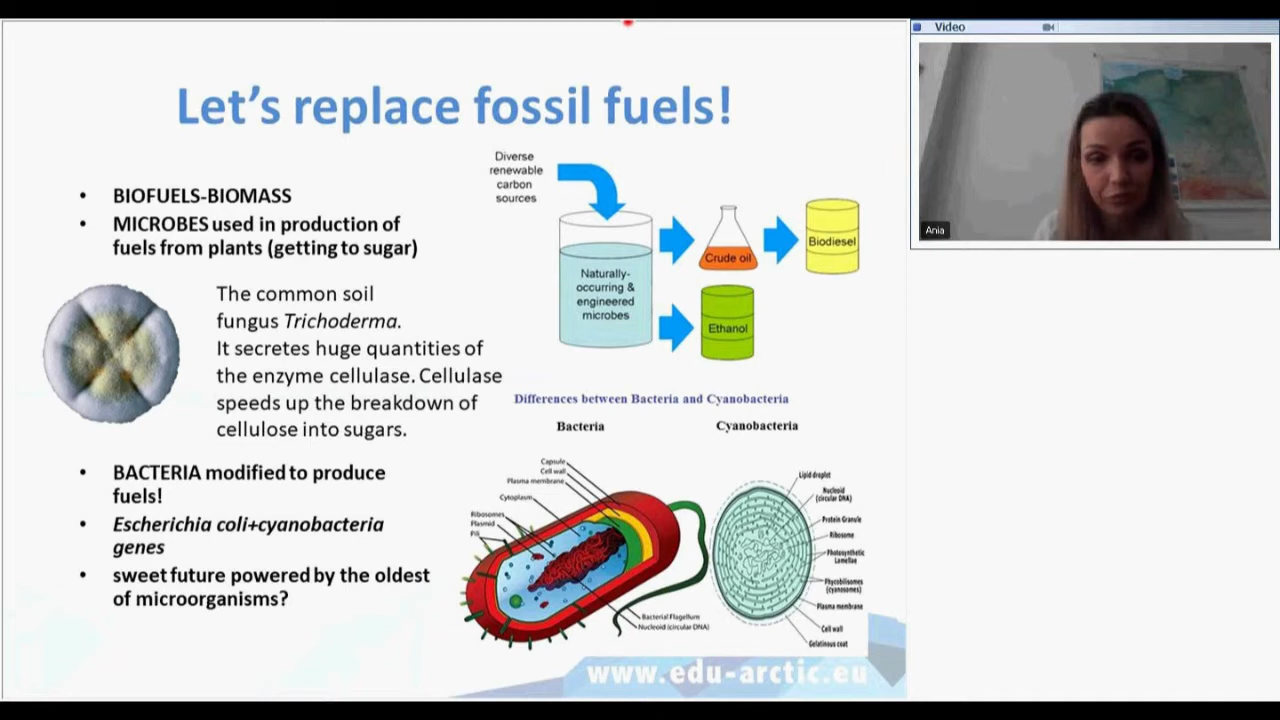 Let's replace fossil fuels!
• BIOFUELS-BIOMASS
• MICROBES used in production of
fuels from plants (getting to sugar)
The common soil
fungus Trichoderma.
It secretes huge quantities of
the enzyme cellulase. Cellulase
speeds up the breakdown of
cellulose into sugars.
• BACTERIA modified to produce
fuels!
• Escherichia coli+cyanobacteria
genes
• sweet future powered by the oldest
of microorganisms?
Diverse
renewable
carbon
sources
Naturally-
occurring &
engineered
microbes
Crude oil
Biodiesel
Ethanol
Differences between Bacteria and Cyanobacteria
Bacteria
Cyanobacteria
Capsule
Cell wall
Plasma membrane
Cytoplasm
Ribosomes
Plasmid
Pili
Bacterial Flagellum
Nucleoid (circular DNA)
Lipid droplet
Nucleoid
(circular DNA)
Protein Granule
Ribosome
Photosynthetic
Lamellae
Phycobilisomes
(cyanosomes)
Plasma membrane
Cell wall
Gelatinous coat
www.edu-arctic.eu
Video
Ania